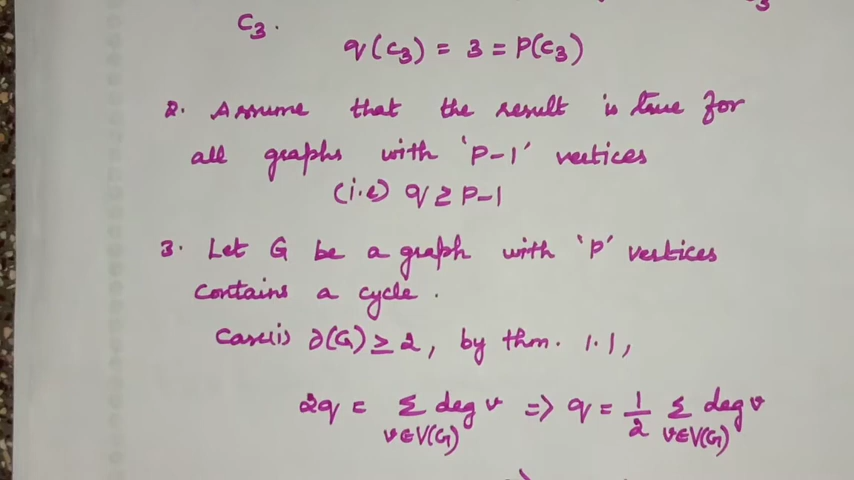 C₃
C₃.
q(C₃) = 3 = P(C₃)
2. Assume that the result is true for
all graphs with 'P-1' vertices
(i.e) q ≥ P-1
3. Let G be a graph with 'P' vertices
contains a cycle.
Case(i) δ(G) ≥ 2, by thm. 1.1,
2q = Σ deg v ⇒ q = 1/2 Σ deg v
v∈V(G) v∈V(G)